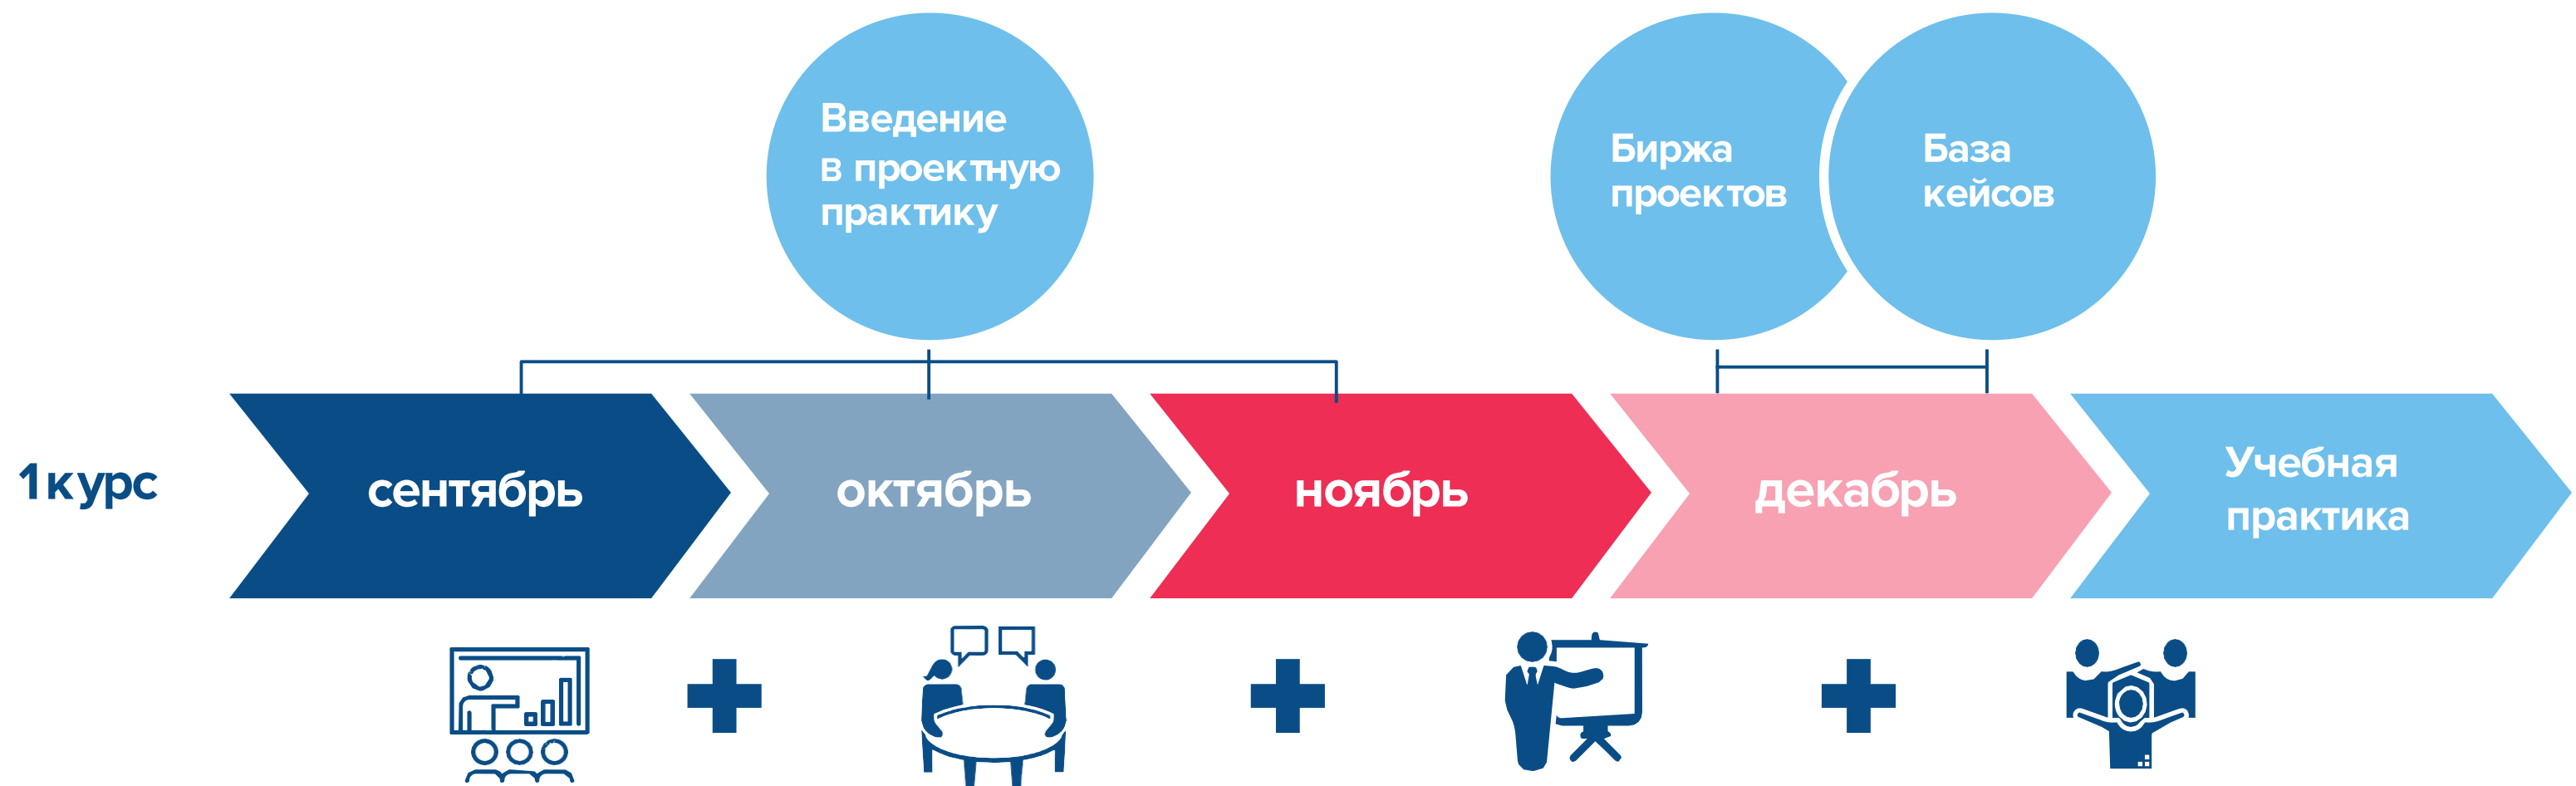 Введение
в проектную
практику
Биржа
проектов
База
кейсов
1 курс
сентябрь
октябрь
ноябрь
декабрь
Учебная
практика